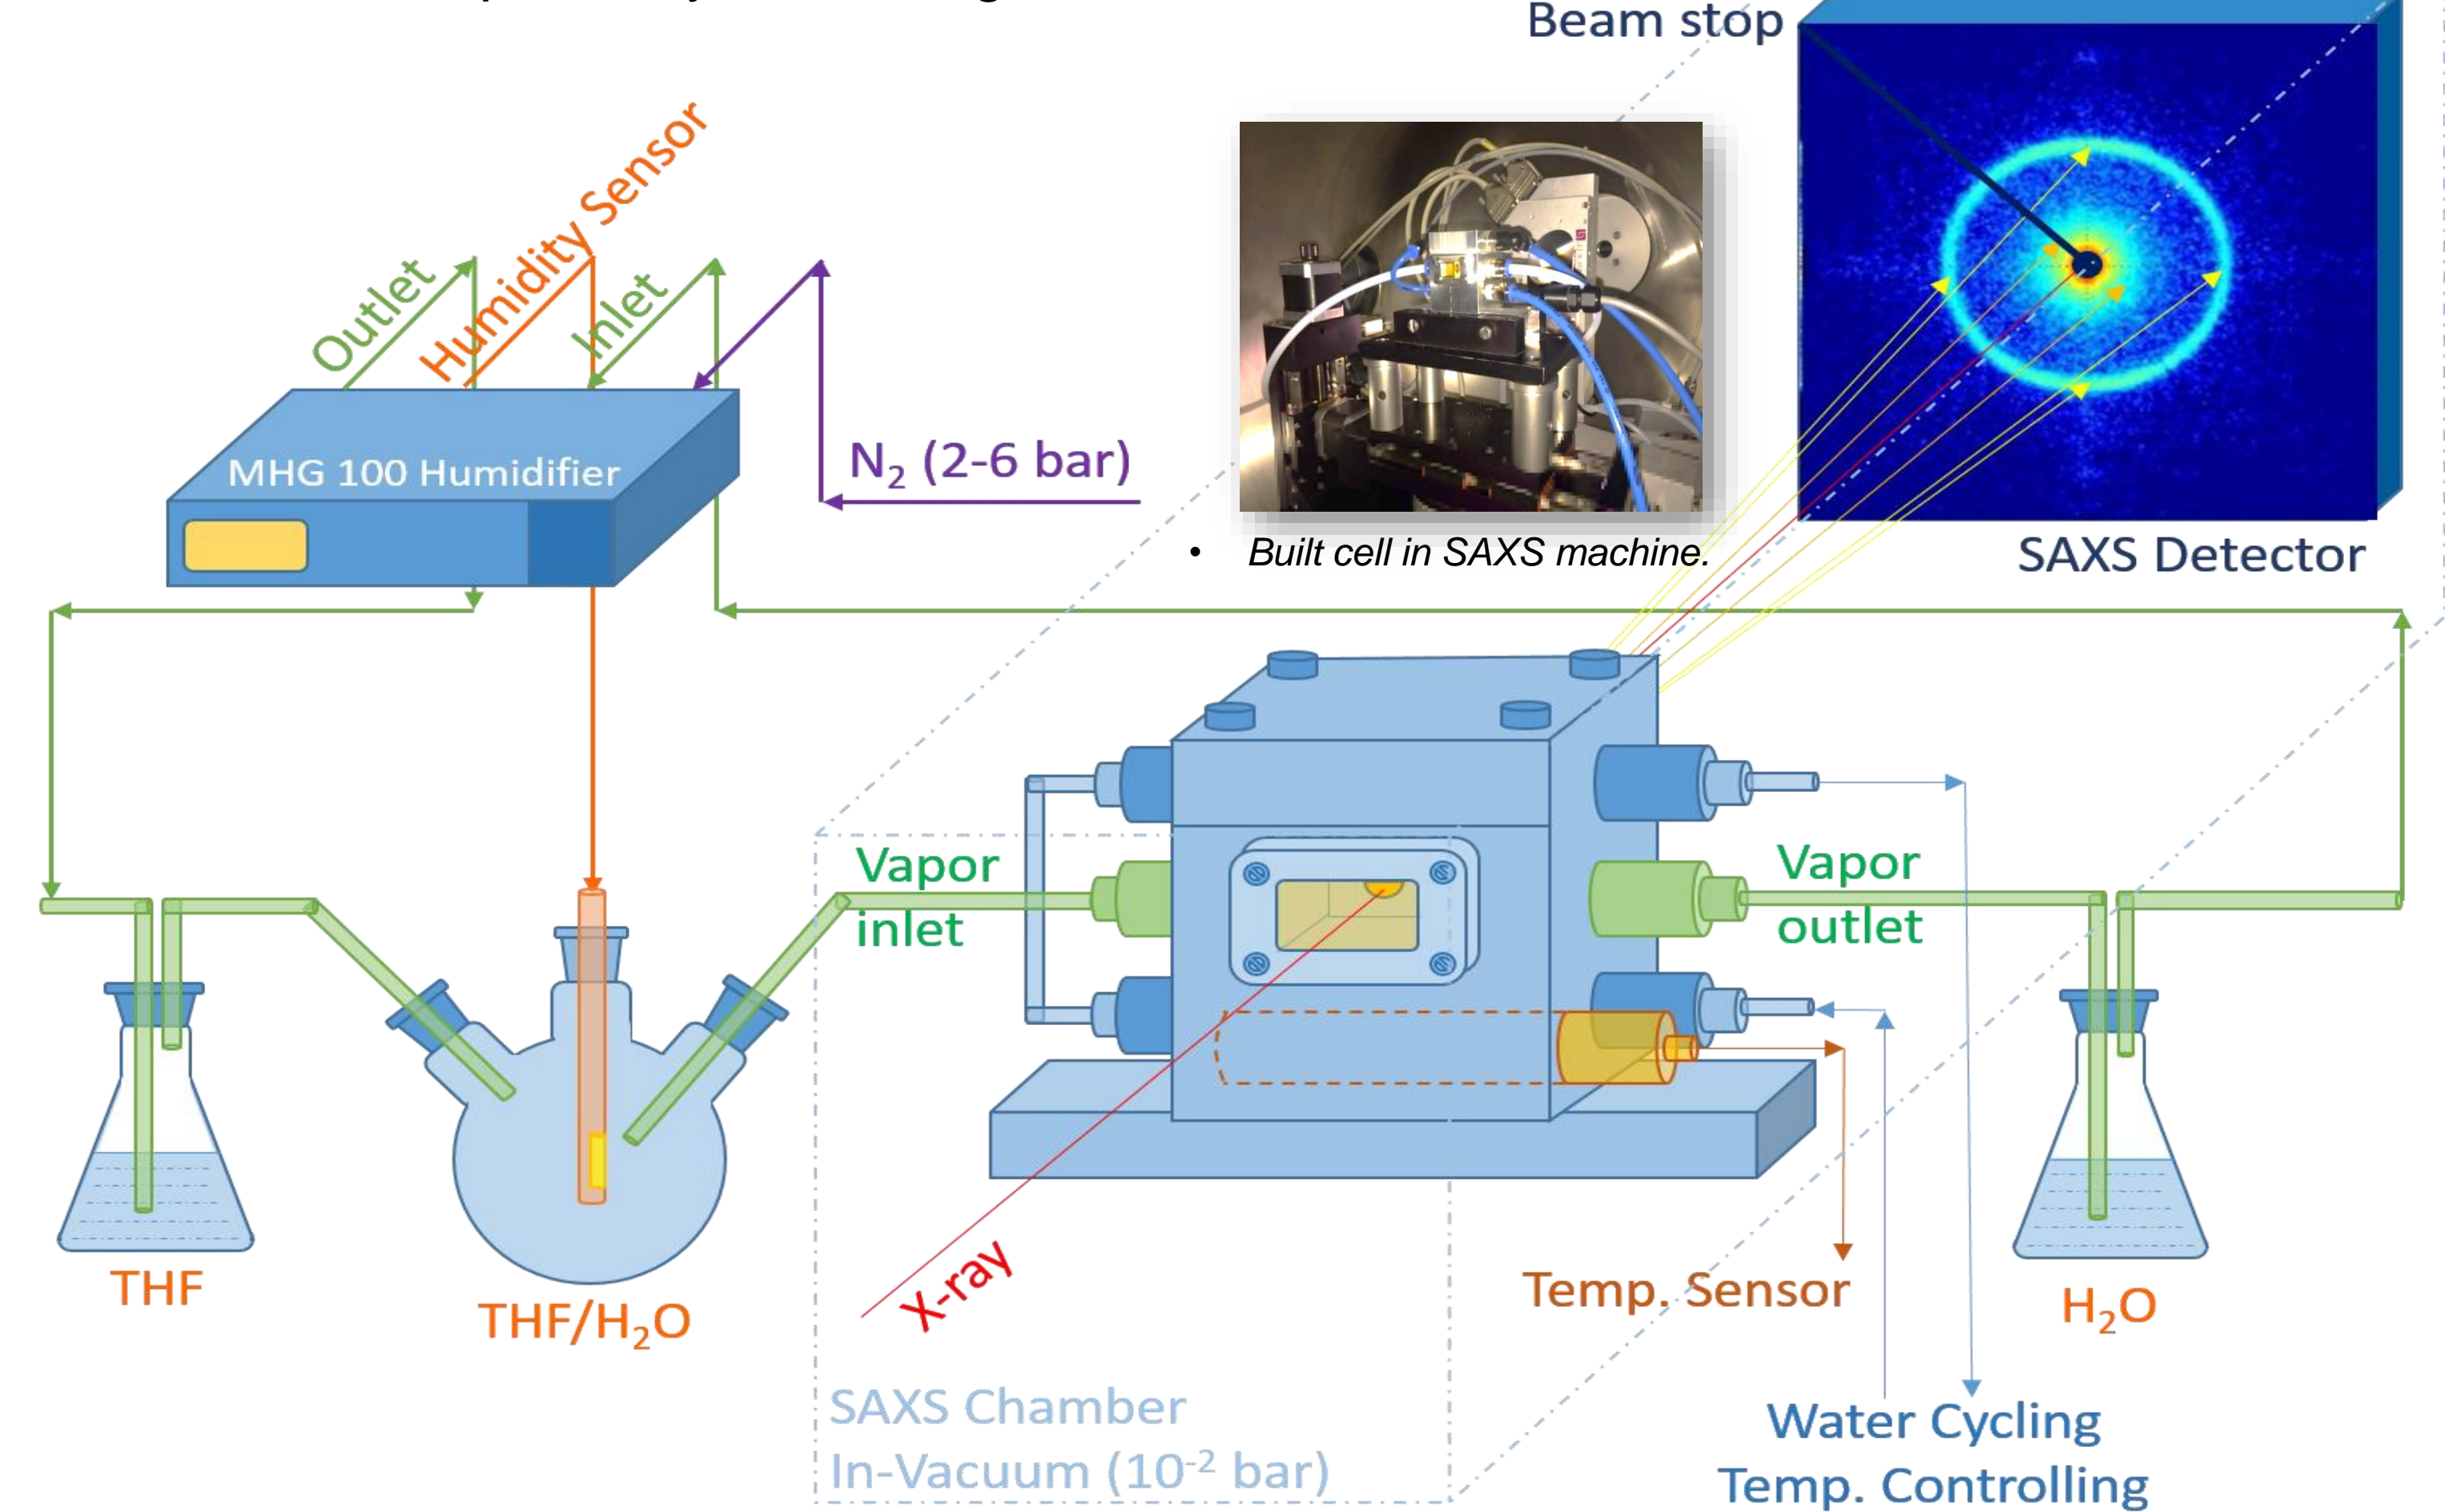 Beam stop
Outlet
Humidity Sensor
Inlet
MHG 100 Humidifier
N₂ (2-6 bar)
• Built cell in SAXS machine.
SAXS Detector
Vapor
inlet
Vapor
outlet
THF
THF/H₂O
X-ray
Temp. Sensor
H₂O
SAXS Chamber
In-Vacuum (10⁻² bar)
Water Cycling
Temp. Controlling